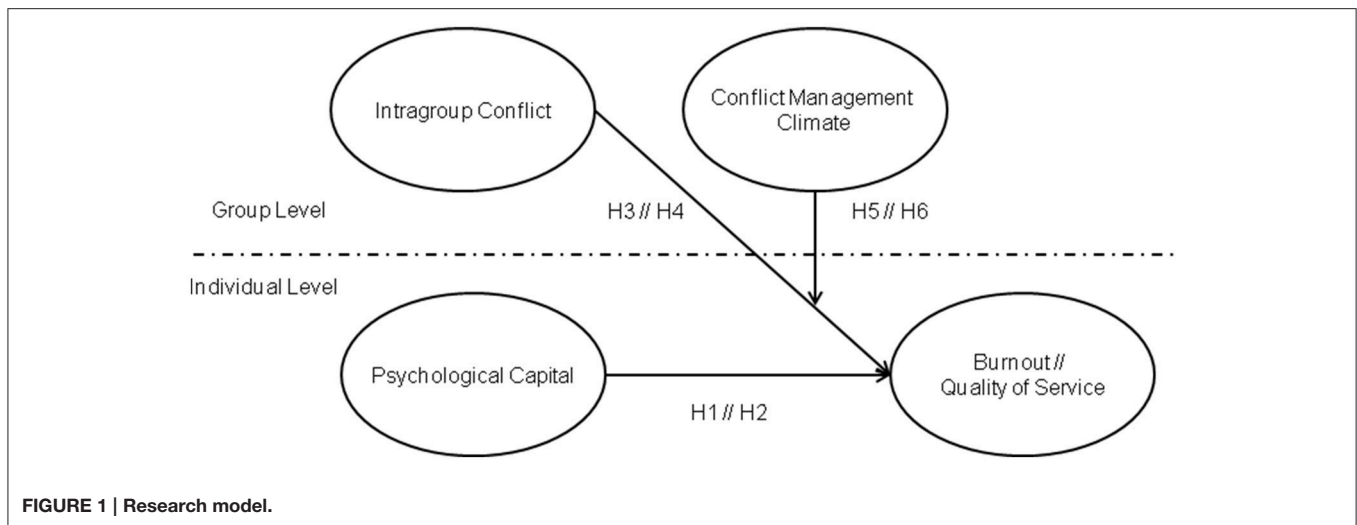 Intragroup Conflict
Conflict Management
Climate
Group Level
H3 // H4
H5 // H6
Individual Level
Psychological Capital
Burnout //
Quality of Service
H1 // H2
FIGURE 1 | Research model.